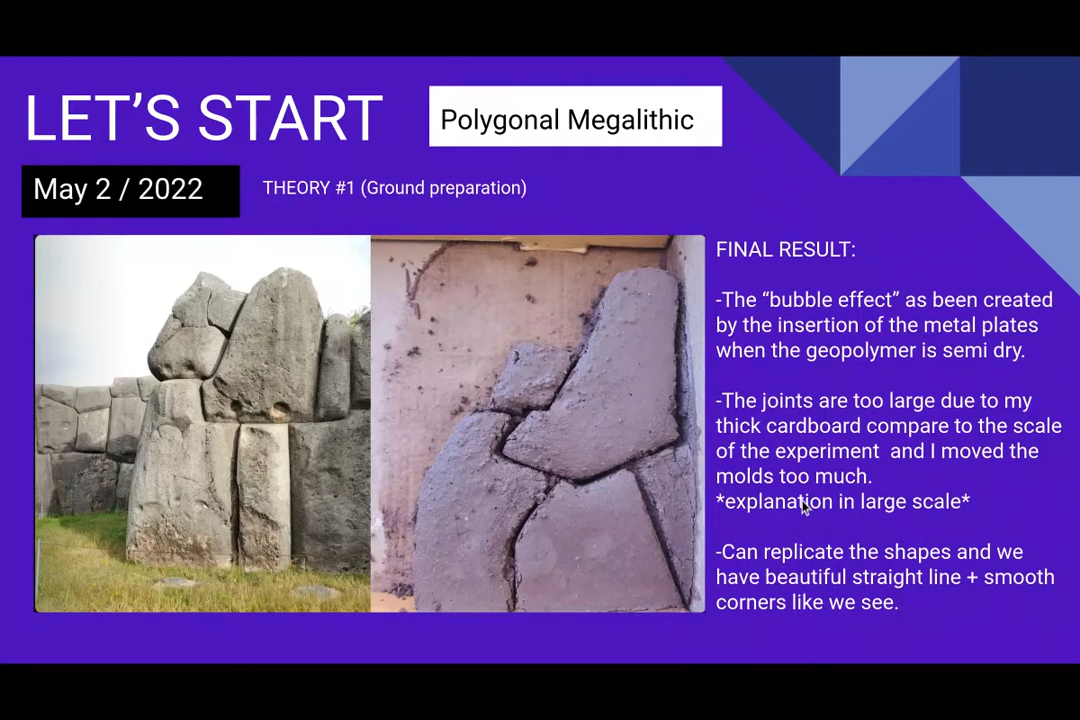 LET'S START
Polygonal Megalithic
May 2 / 2022
THEORY #1 (Ground preparation)
FINAL RESULT:
-The “bubble effect” as been created
by the insertion of the metal plates
when the geopolymer is semi dry.
-The joints are too large due to my
thick cardboard compare to the scale
of the experiment and I moved the
molds too much.
*explanation in large scale*
-Can replicate the shapes and we
have beautiful straight line + smooth
corners like we see.